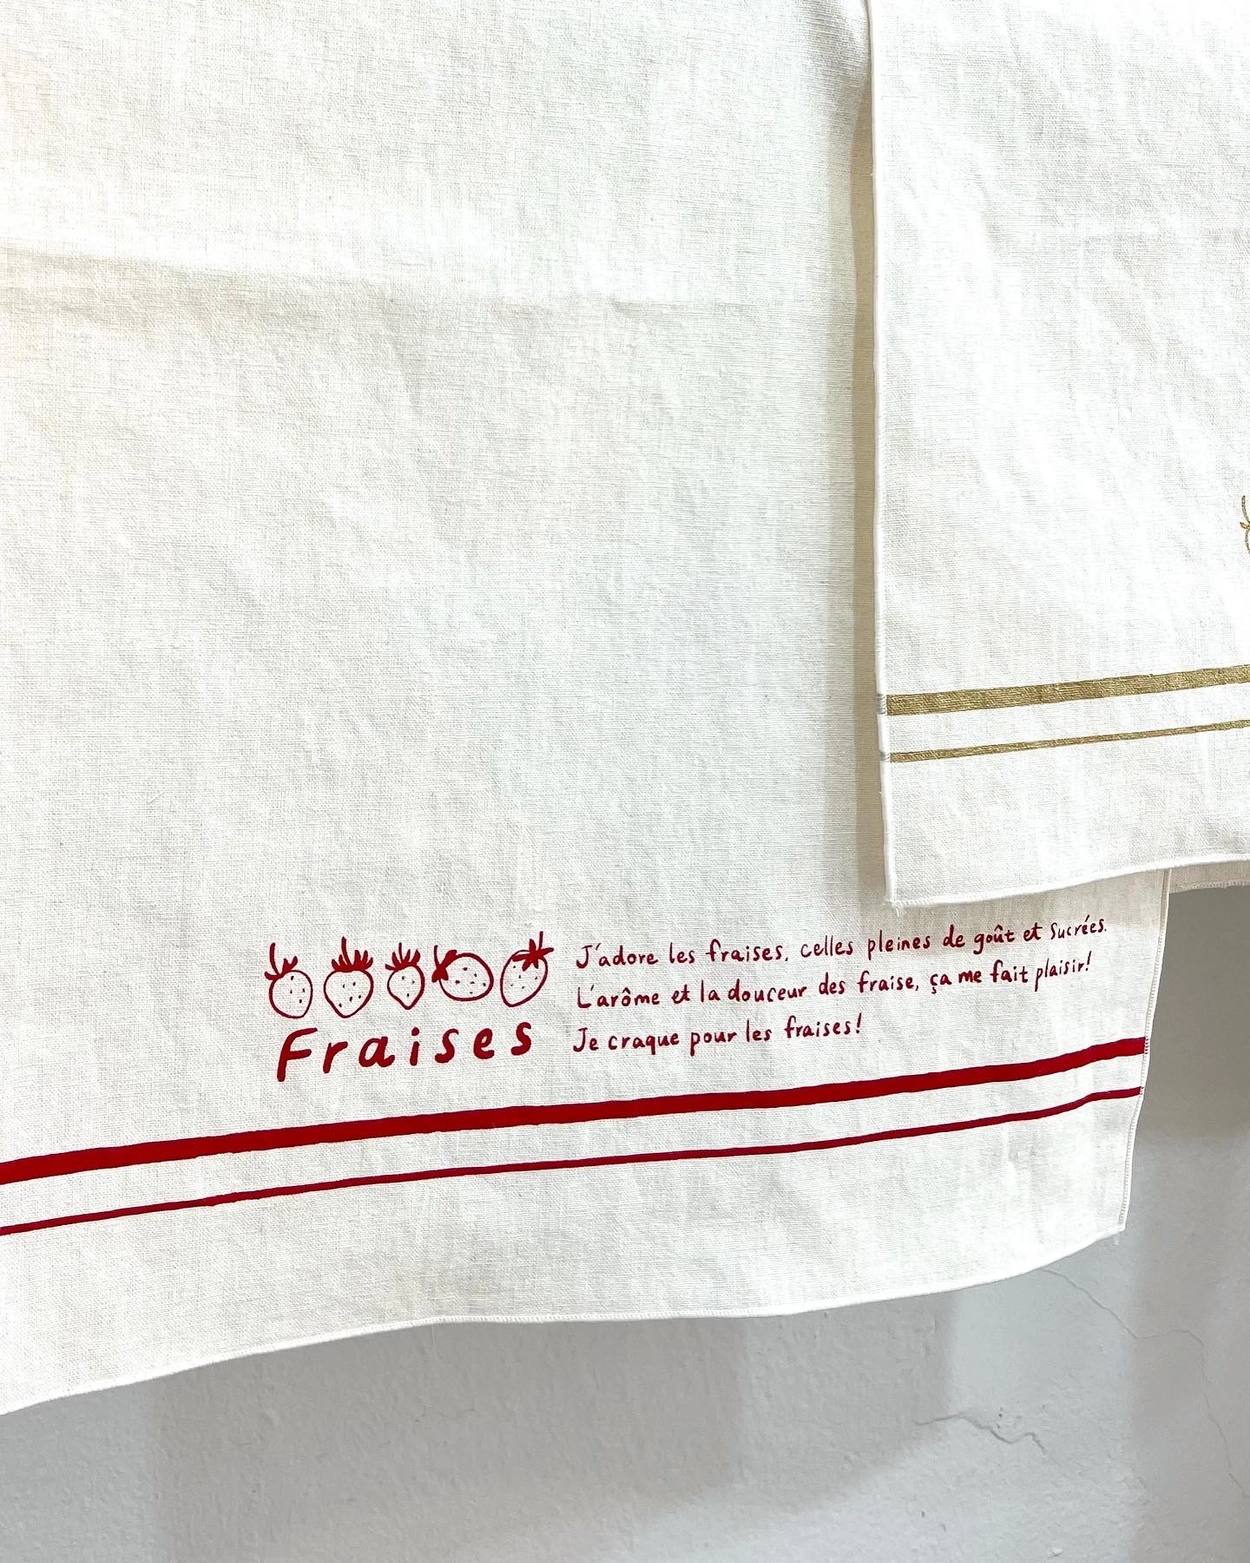 J'adore les fraises, celles pleines de goût et sucrées.
L'arôme et la douceur des fraise, ça me fait plaisir!
Je craque pour les fraises!
Fraises